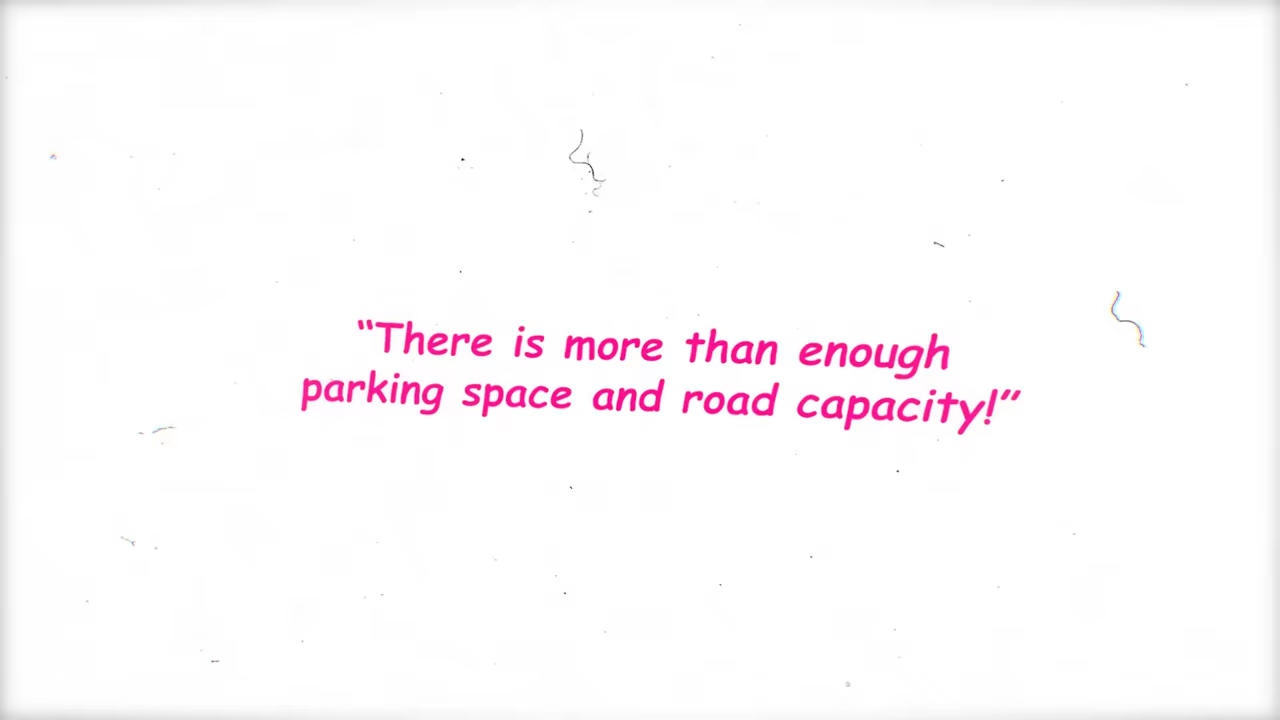 “There is more than enough
parking space and road capacity!”